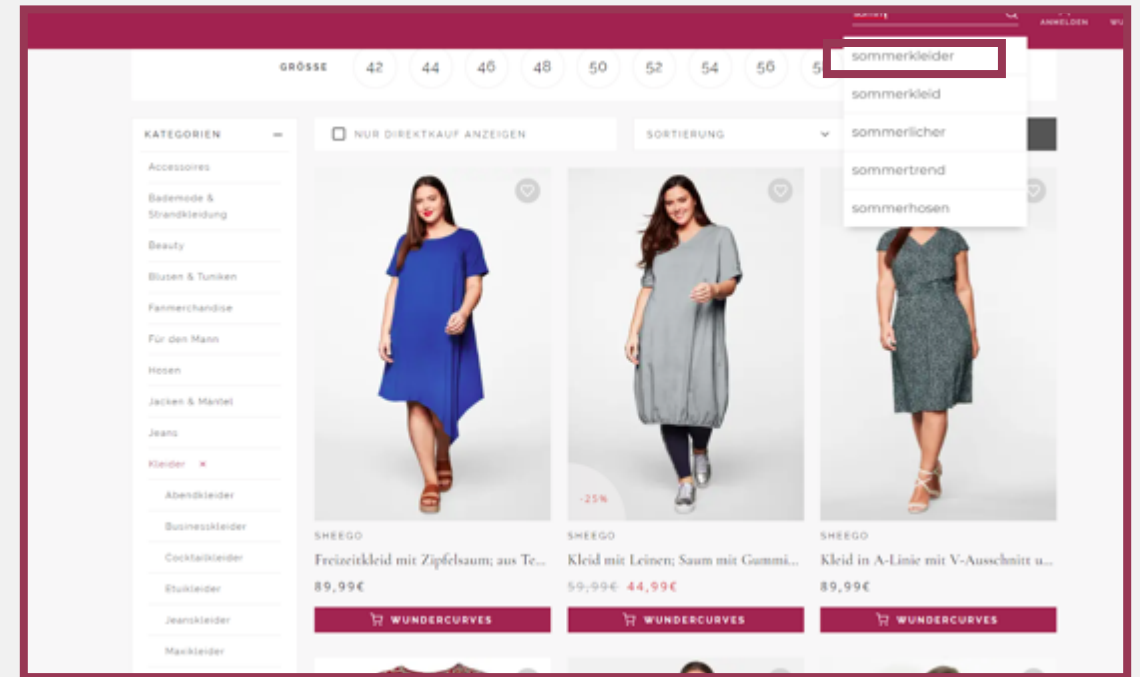 ANMELDEN
sommerkleider
sommerkleid
sommerlicher
sommertrend
sommerhosen
GRÖSSE 42 44 46 48 50 52 54 56
KATEGORIEN
NUR DIREKTKAUF ANZEIGEN
SORTIERUNG
Accessoires
Bademode &
Strandkleidung
Beauty
Blusen & Tuniken
Fanmerchandise
Für den Mann
Hosen
Jacken & Mäntel
Jeans
Kleider ×
Abendkleider
Businesskleider
Cocktailkleider
Etuikleider
Jeanskleider
Maxikleider
SHEEGO
Freizeitkleid mit Zipfelsaum; aus Te...
89,99€
WUNDERCURVES
-25%
SHEEGO
Kleid mit Leinen; Saum mit Gummi...
59,99€ 44,99€
WUNDERCURVES
SHEEGO
Kleid in A-Linie mit V-Ausschnitt u...
89,99€
WUNDERCURVES